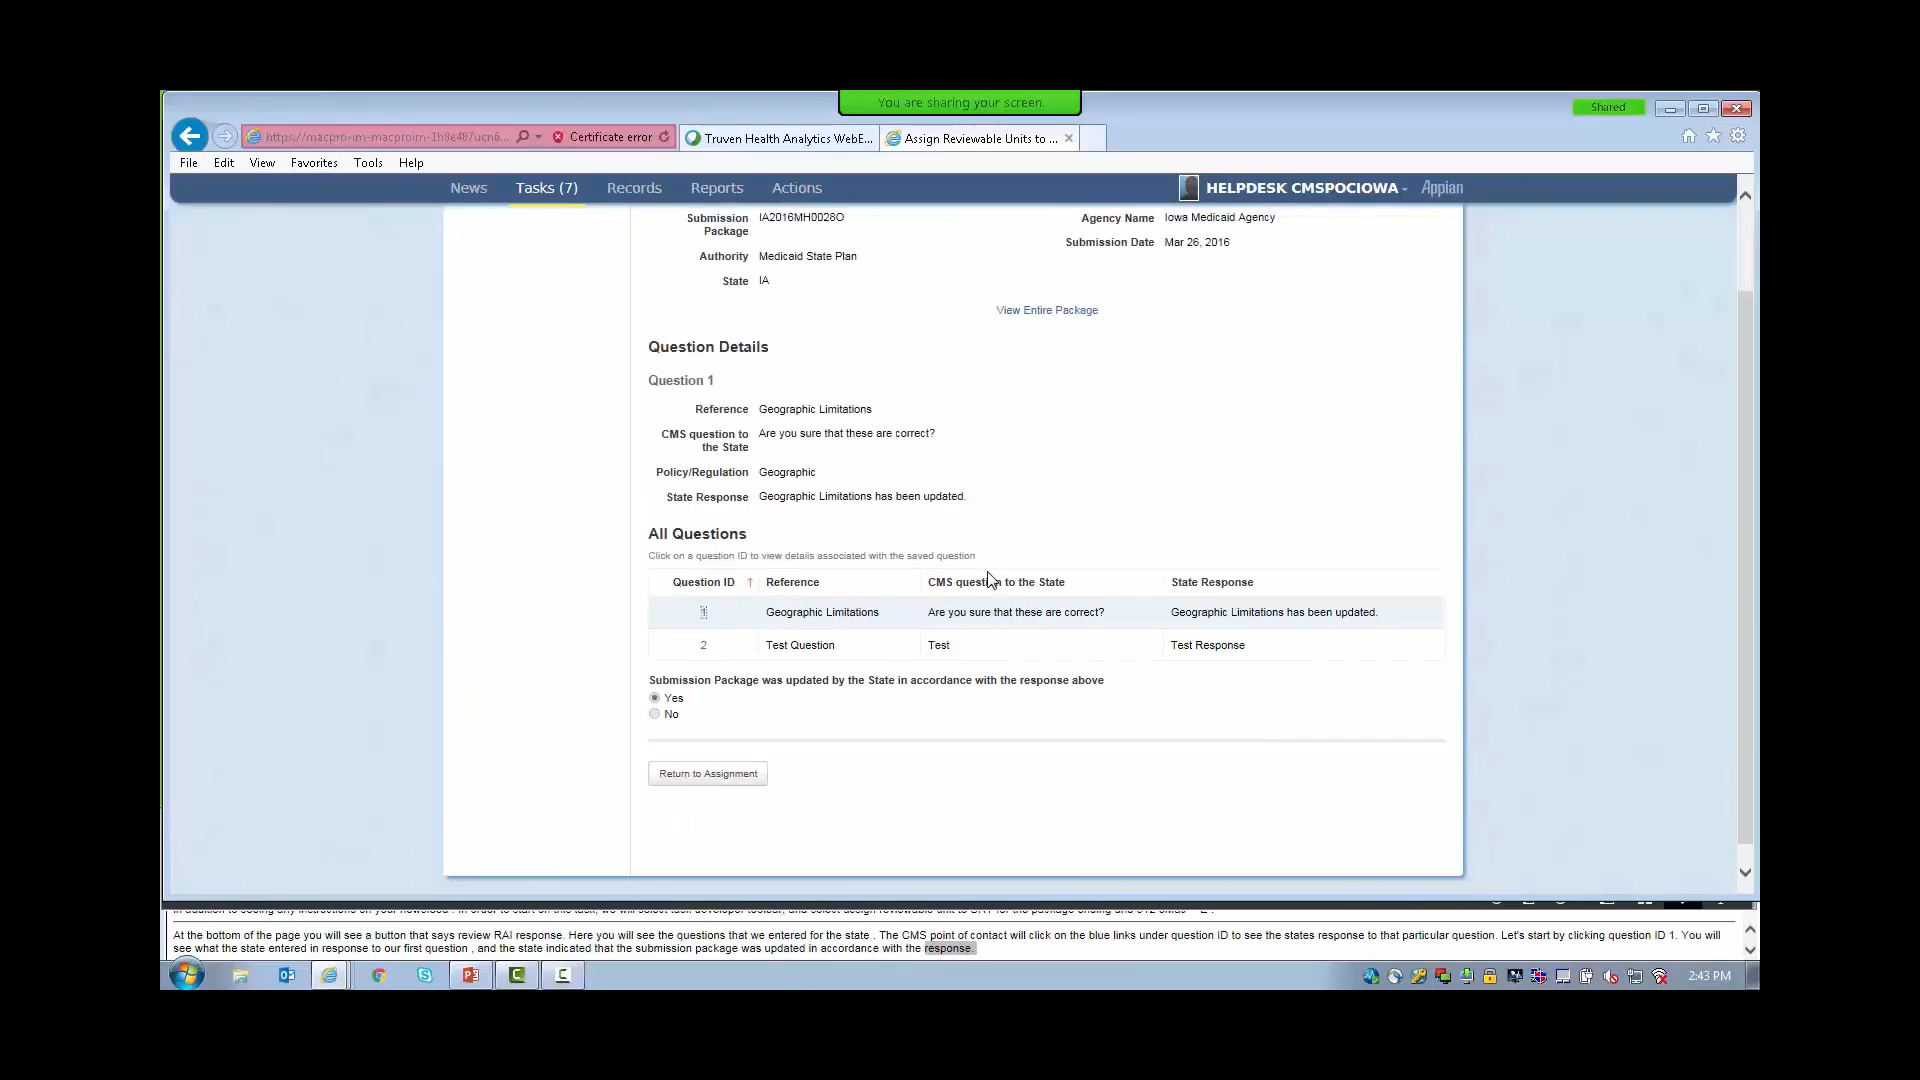 You are sharing your screen.
Shared
https://macpro-im-macproim-1h8e487ucn6...
Certificate error
Truven Health Analytics WebE...
Assign Reviewable Units to ...
File Edit View Favorites Tools Help
News Tasks (7) Records Reports Actions
HELPDESK CMSPOCIOWA
Appian
Submission Package IA2016MH0028O
Agency Name Iowa Medicaid Agency
Submission Date Mar 26, 2016
Authority Medicaid State Plan
State IA
View Entire Package
Question Details
Question 1
Reference Geographic Limitations
CMS question to the State Are you sure that these are correct?
Policy/Regulation Geographic
State Response Geographic Limitations has been updated.
All Questions
Click on a question ID to view details associated with the saved question
Question ID ↑ Reference CMS question to the State State Response
1 Geographic Limitations Are you sure that these are correct? Geographic Limitations has been updated.
2 Test Question Test Test Response
Submission Package was updated by the State in accordance with the response above
Yes
No
Return to Assignment
At the bottom of the page you will see a button that says review RAI response. Here you will see the questions that we entered for the state . The CMS point of contact will click on the blue links under question ID to see the states response to that particular question. Let's start by clicking question ID 1. You will
see what the state entered in response to our first question , and the state indicated that the submission package was updated in accordance with the response.
2:43 PM